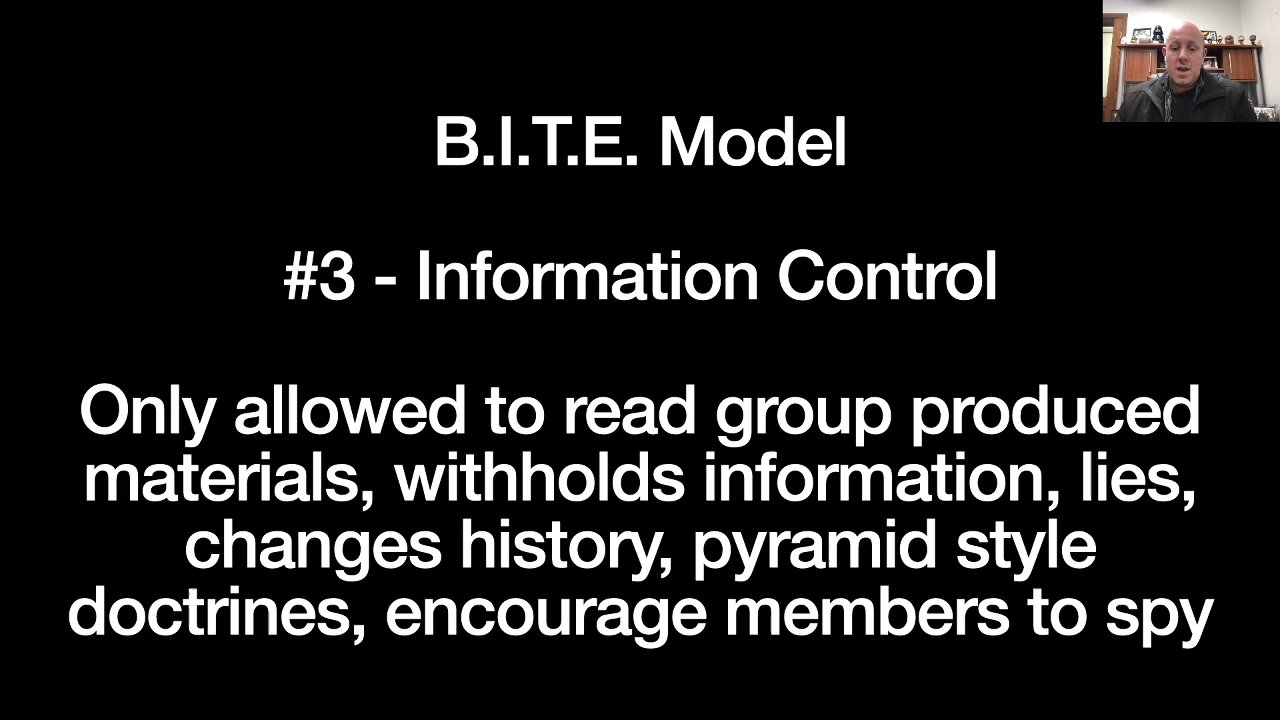 B.I.T.E. Model
#3 - Information Control
Only allowed to read group produced
materials, withholds information, lies,
changes history, pyramid style
doctrines, encourage members to spy